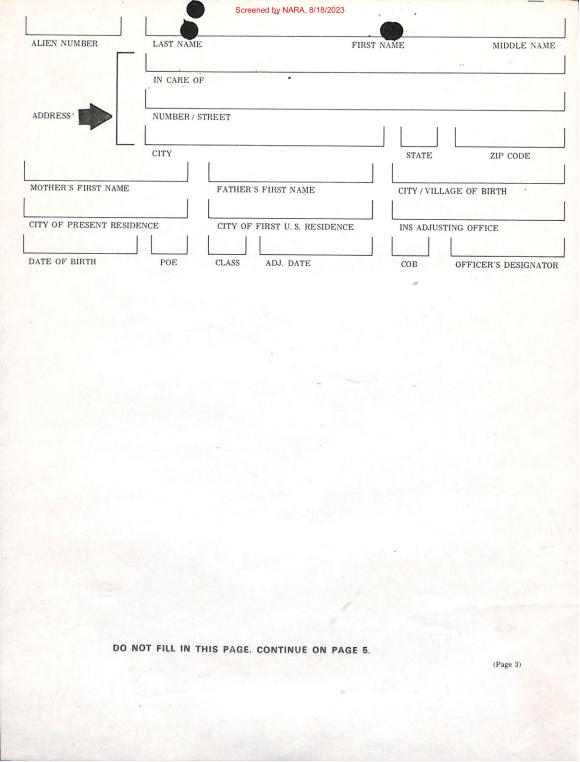 Screened by NARA, 8/18/2023
ALIEN NUMBER LAST NAME FIRST NAME MIDDLE NAME
IN CARE OF
ADDRESS
NUMBER / STREET
CITY STATE ZIP CODE
MOTHER'S FIRST NAME FATHER'S FIRST NAME CITY / VILLAGE OF BIRTH
CITY OF PRESENT RESIDENCE CITY OF FIRST U. S. RESIDENCE INS ADJUSTING OFFICE
DATE OF BIRTH POE CLASS ADJ. DATE COB OFFICER'S DESIGNATOR
DO NOT FILL IN THIS PAGE. CONTINUE ON PAGE 5.
(Page 3)